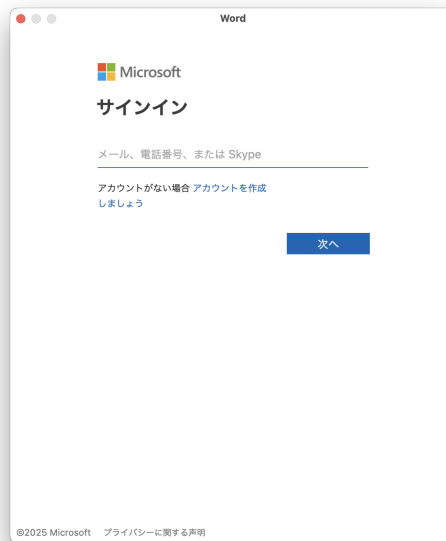 Word
Microsoft
サインイン
メール、電話番号、または Skype
アカウントがない場合 アカウントを作成
しましょう
次へ
©2025 Microsoft プライバシーに関する声明